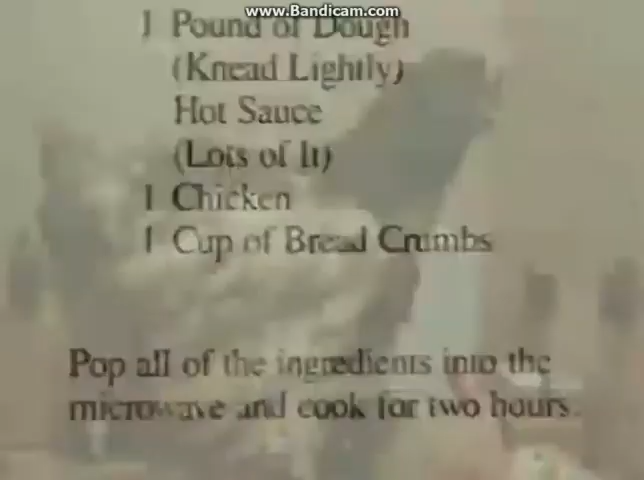 www.Bandicam.com
1 Pound of Dough
(Knead Lightly)
Hot Sauce
(Lots of It)
1 Chicken
1 Cup of Bread Crumbs
Pop all of the ingredients into the
microwave and cook for two hours.